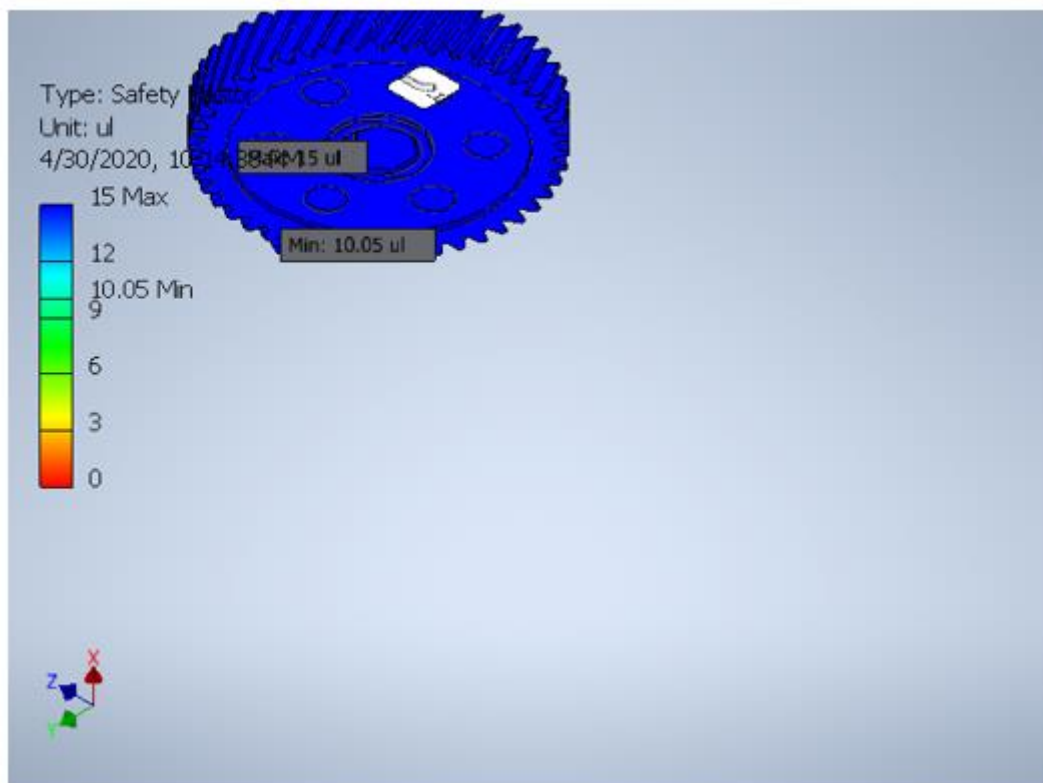 Type: Safety
Unit: ul
4/30/2020,
15 ul
15 Max
Min: 10.05 ul
12
10.05 Min
9
6
3
0
X
Z
Y